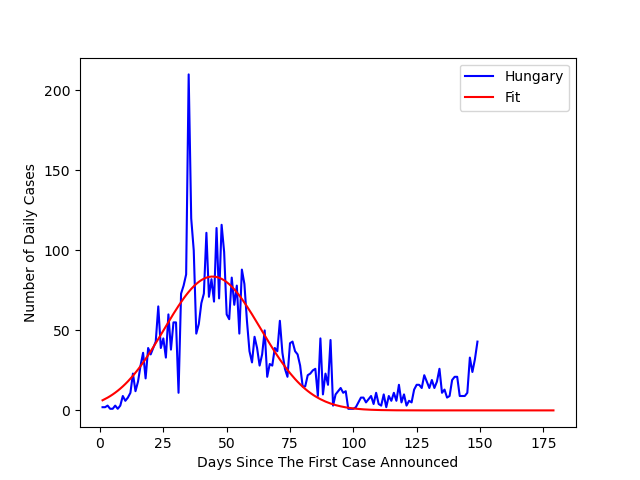 Hungary
Fit
200
150
100
50
0
Number of Daily Cases
0 25 50 75 100 125 150 175
Days Since The First Case Announced